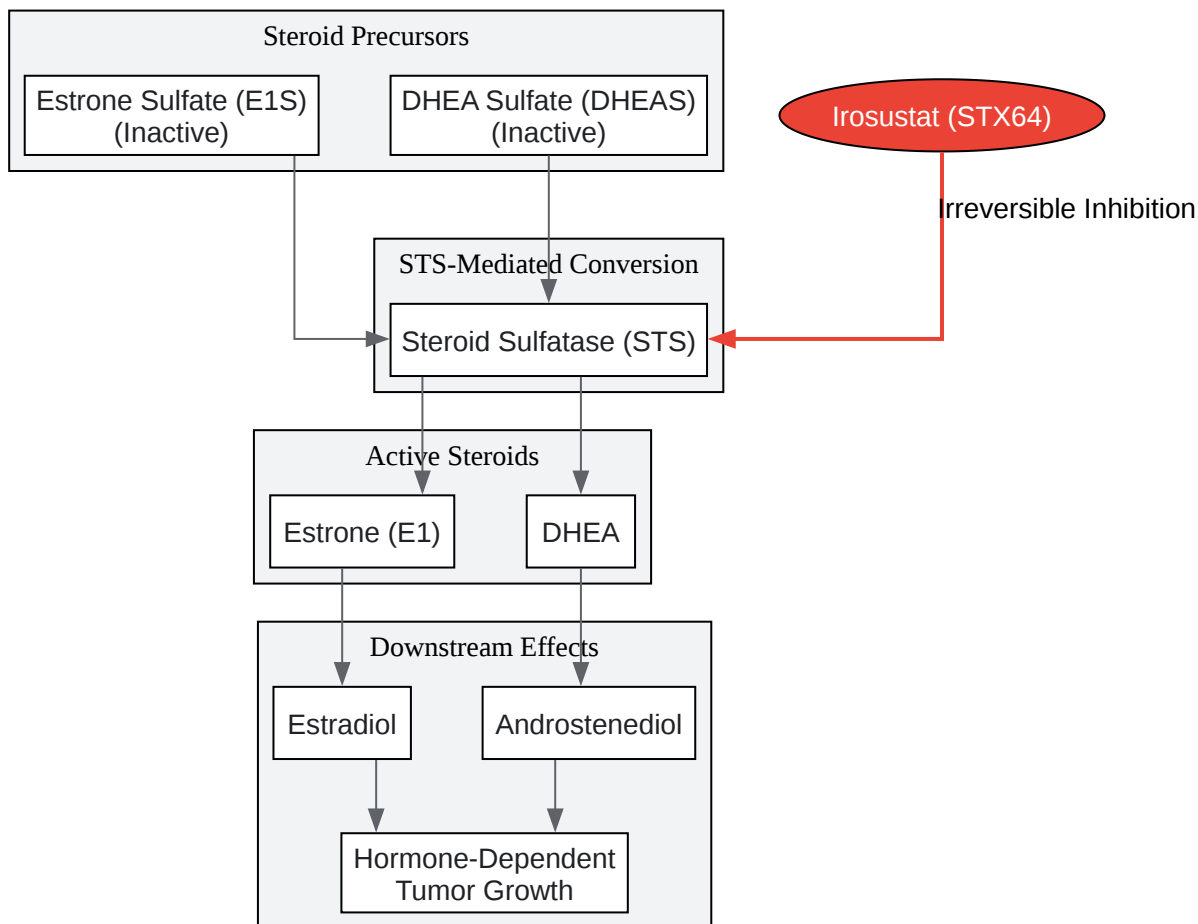 Steroid Precursors
Estrone Sulfate (E1S)
(Inactive)
DHEA Sulfate (DHEAS)
(Inactive)
Irosustat (STX64)
Irreversible Inhibition
STS-Mediated Conversion
Steroid Sulfatase (STS)
Active Steroids
Estrone (E1)
DHEA
Downstream Effects
Estradiol
Androstenediol
Hormone-Dependent
Tumor Growth